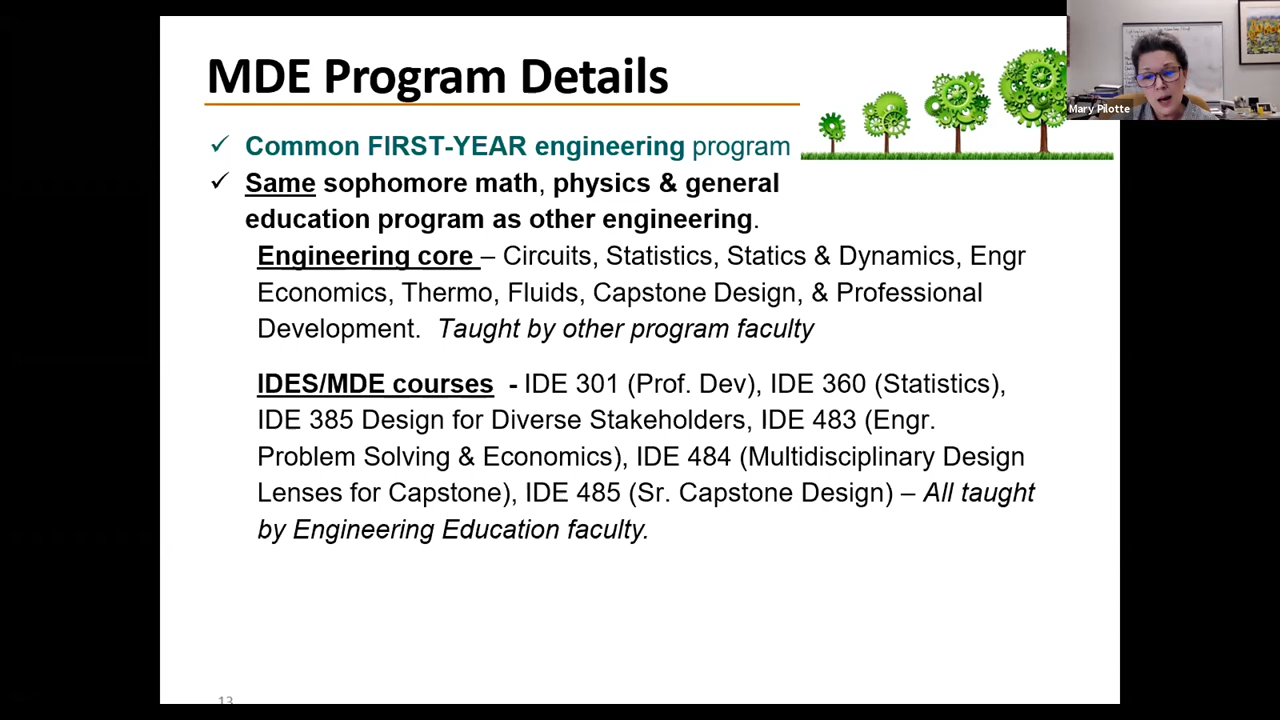 MDE Program Details
Mary Pilotte
✓ Common FIRST-YEAR engineering program
✓ Same sophomore math, physics & general
education program as other engineering.
Engineering core – Circuits, Statistics, Statics & Dynamics, Engr
Economics, Thermo, Fluids, Capstone Design, & Professional
Development. Taught by other program faculty
IDES/MDE courses - IDE 301 (Prof. Dev), IDE 360 (Statistics),
IDE 385 Design for Diverse Stakeholders, IDE 483 (Engr.
Problem Solving & Economics), IDE 484 (Multidisciplinary Design
Lenses for Capstone), IDE 485 (Sr. Capstone Design) – All taught
by Engineering Education faculty.
13